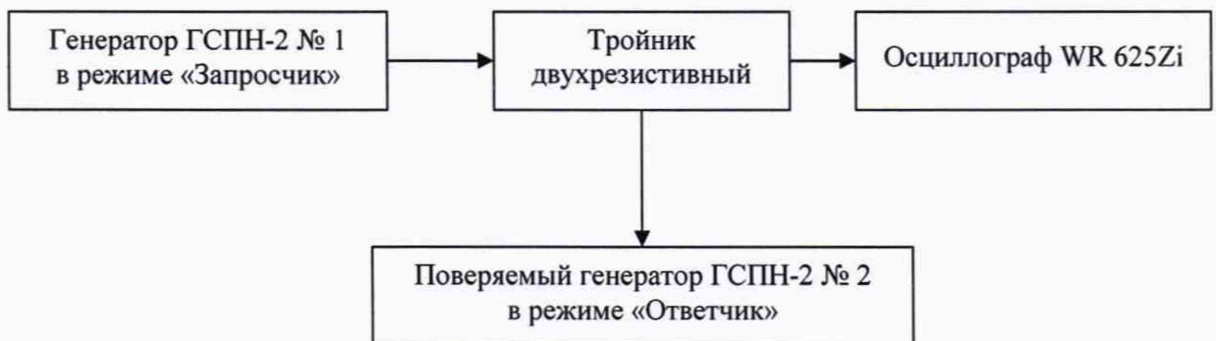 Генератор ГСПН-2 № 1
в режиме «Запросчик»
Тройник
двухрезистивный
Осциллограф WR 625Zi
Поверяемый генератор ГСПН-2 № 2
в режиме «Ответчик»